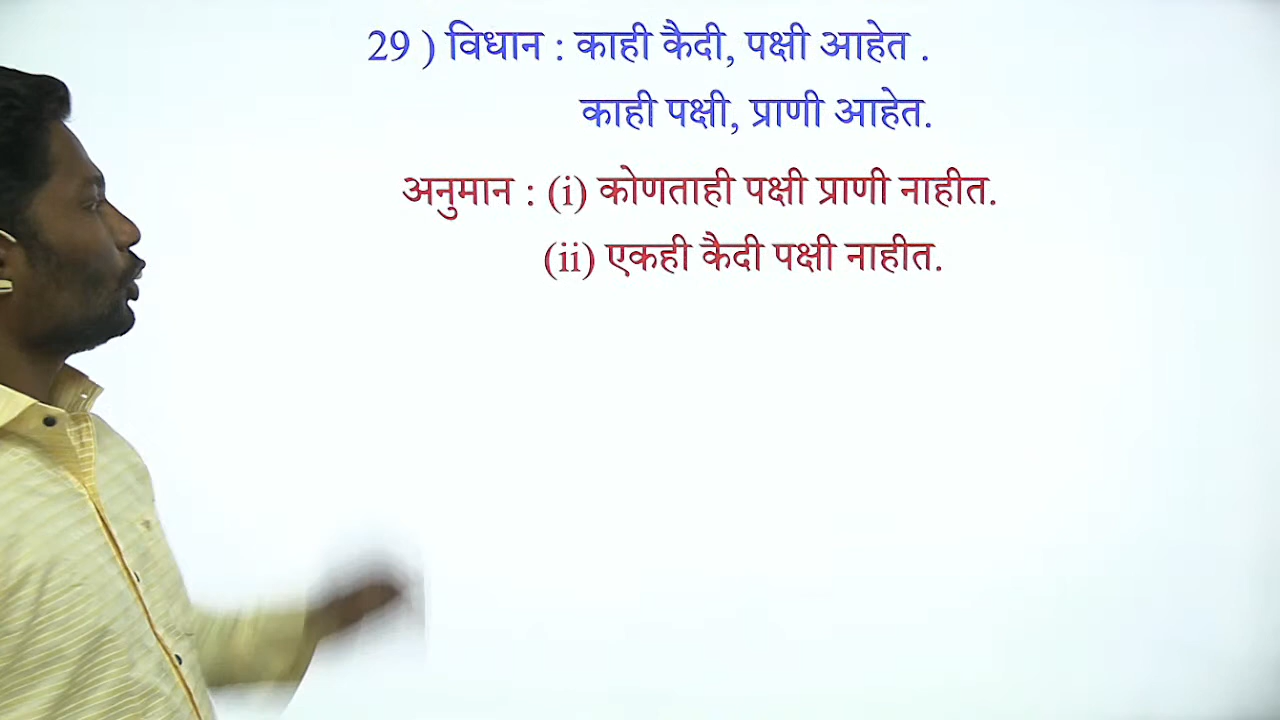 29 ) विधान : काही कैदी, पक्षी आहेत .
काही पक्षी, प्राणी आहेत.
अनुमान : (i) कोणताही पक्षी प्राणी नाहीत.
(ii) एकही कैदी पक्षी नाहीत.